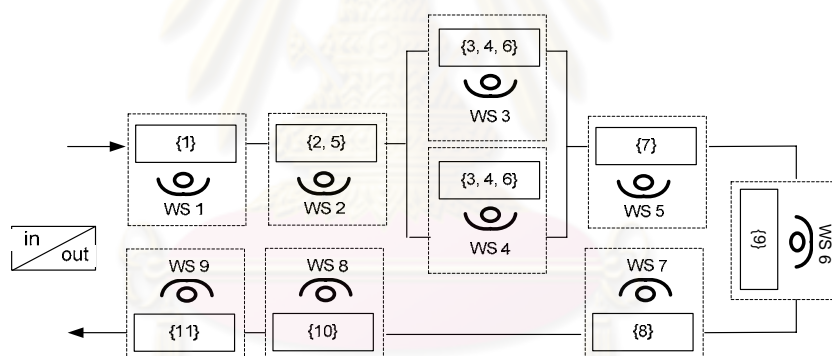 {3, 4, 6}
WS 3
{1}
WS 1
{2, 5}
WS 2
{3, 4, 6}
WS 4
{7}
WS 5
{9}
WS 6
in
out
WS 9
{11}
WS 8
{10}
WS 7
{8}